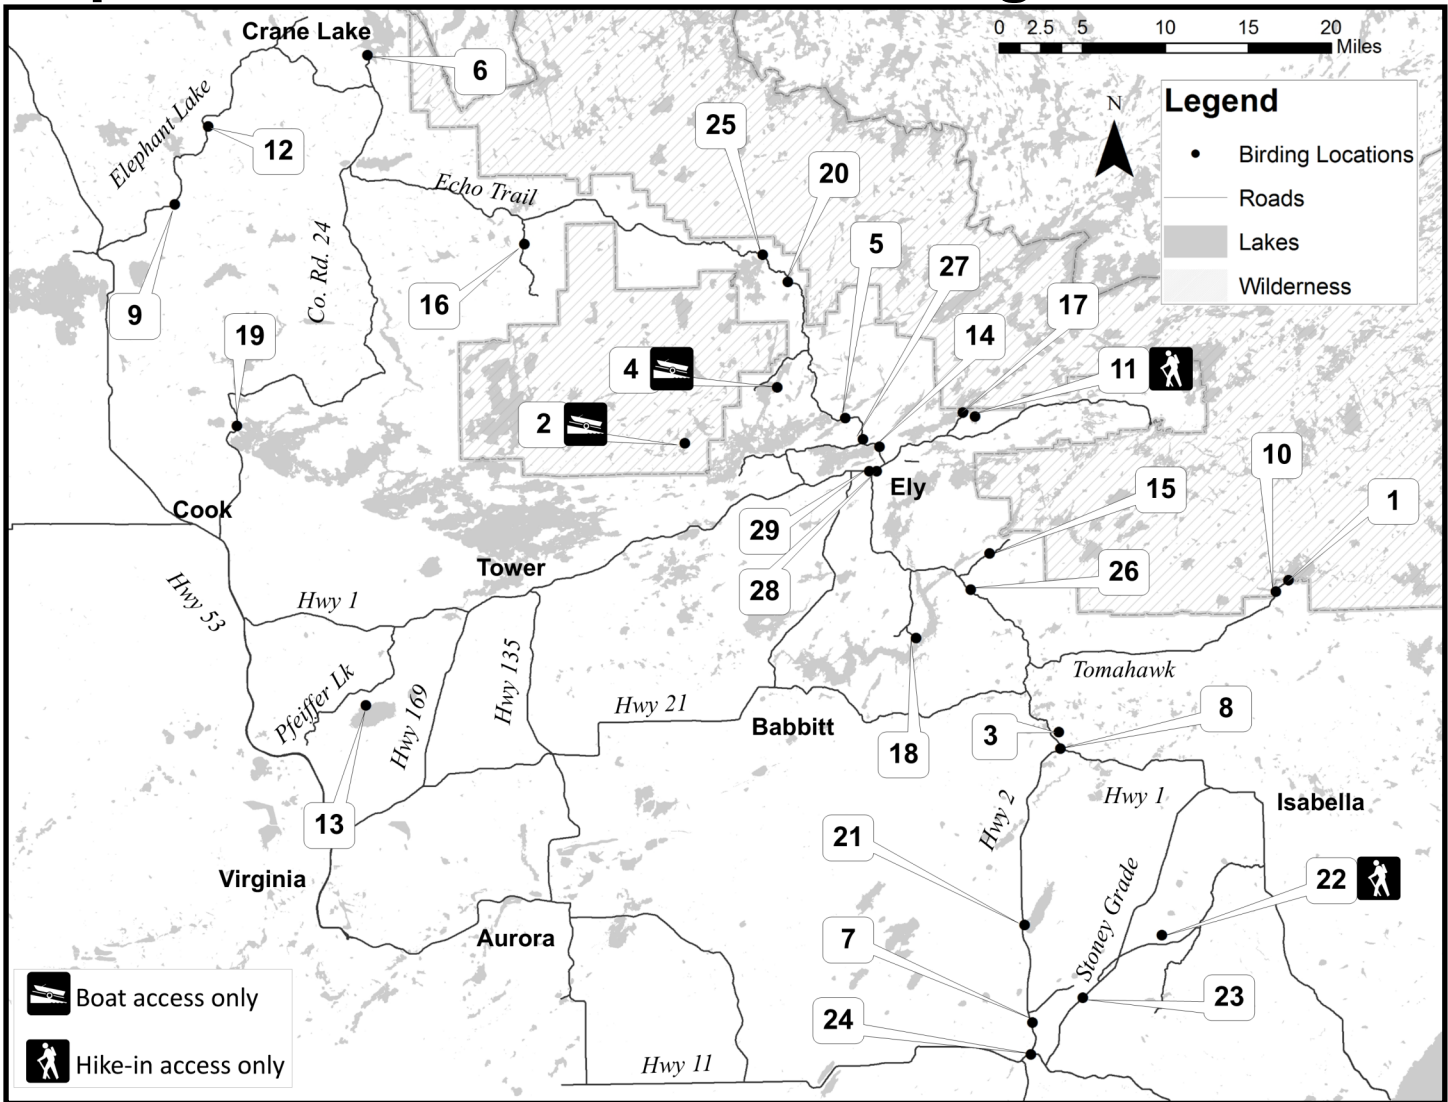 Crane Lake
0 2.5 5 10 15 20
Miles
6
N
Legend
Birding Locations
Roads
Lakes
Wilderness
Elephant Lake
12
25
20
Echo Trail
5
27
17
Co. Rd. 24
16
9
19
14
4
11
2
10
1
15
Ely
Cook
29
Tower
26
28
Hwy 53
Hwy 1
Pfeiffer Lk
Hwy 169
Hwy 135
Hwy 21
Tomahawk
Babbitt
18
3
8
13
Hwy 2
Hwy 1
Isabella
21
Virginia
22
Stoney Grade
7
Aurora
23
24
Hwy 11
Boat access only
Hike-in access only